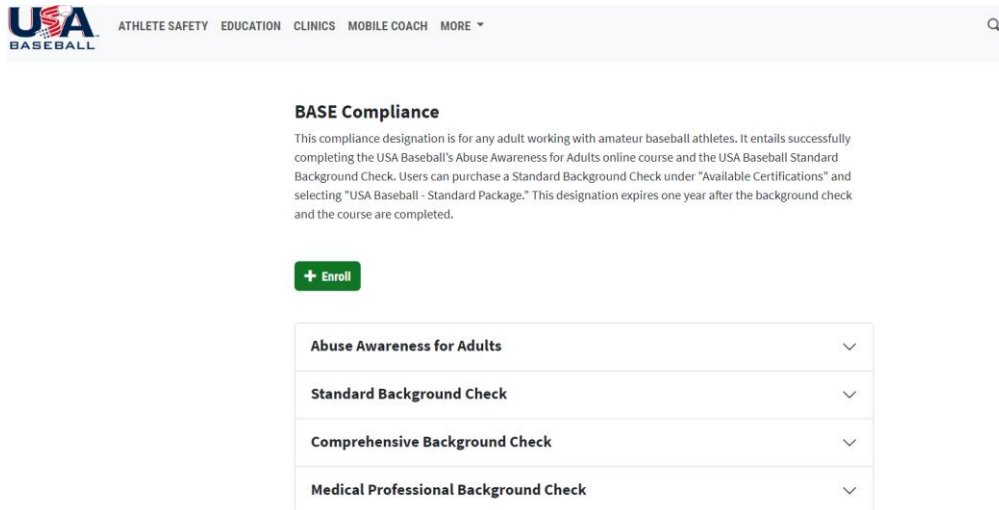 USA
BASEBALL
ATHLETE SAFETY EDUCATION CLINICS MOBILE COACH MORE
BASE Compliance
This compliance designation is for any adult working with amateur baseball athletes. It entails successfully
completing the USA Baseball's Abuse Awareness for Adults online course and the USA Baseball Standard
Background Check. Users can purchase a Standard Background Check under "Available Certifications" and
selecting "USA Baseball - Standard Package." This designation expires one year after the background check
and the course are completed.
+ Enroll
Abuse Awareness for Adults
Standard Background Check
Comprehensive Background Check
Medical Professional Background Check